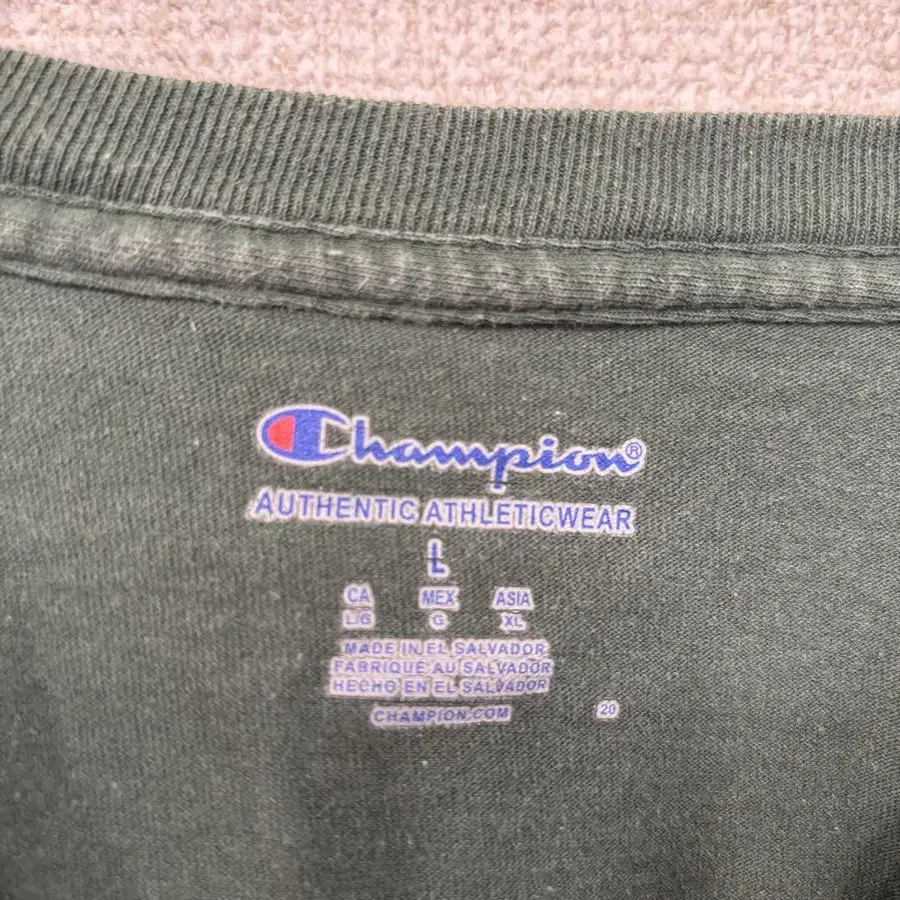 Champion®
AUTHENTIC ATHLETICWEAR
L
CA MEX ASIA
L/G G XL
MADE IN EL SALVADOR
FABRIQUÉ AU SALVADOR
HECHO EN EL SALVADOR
CHAMPION.COM 20